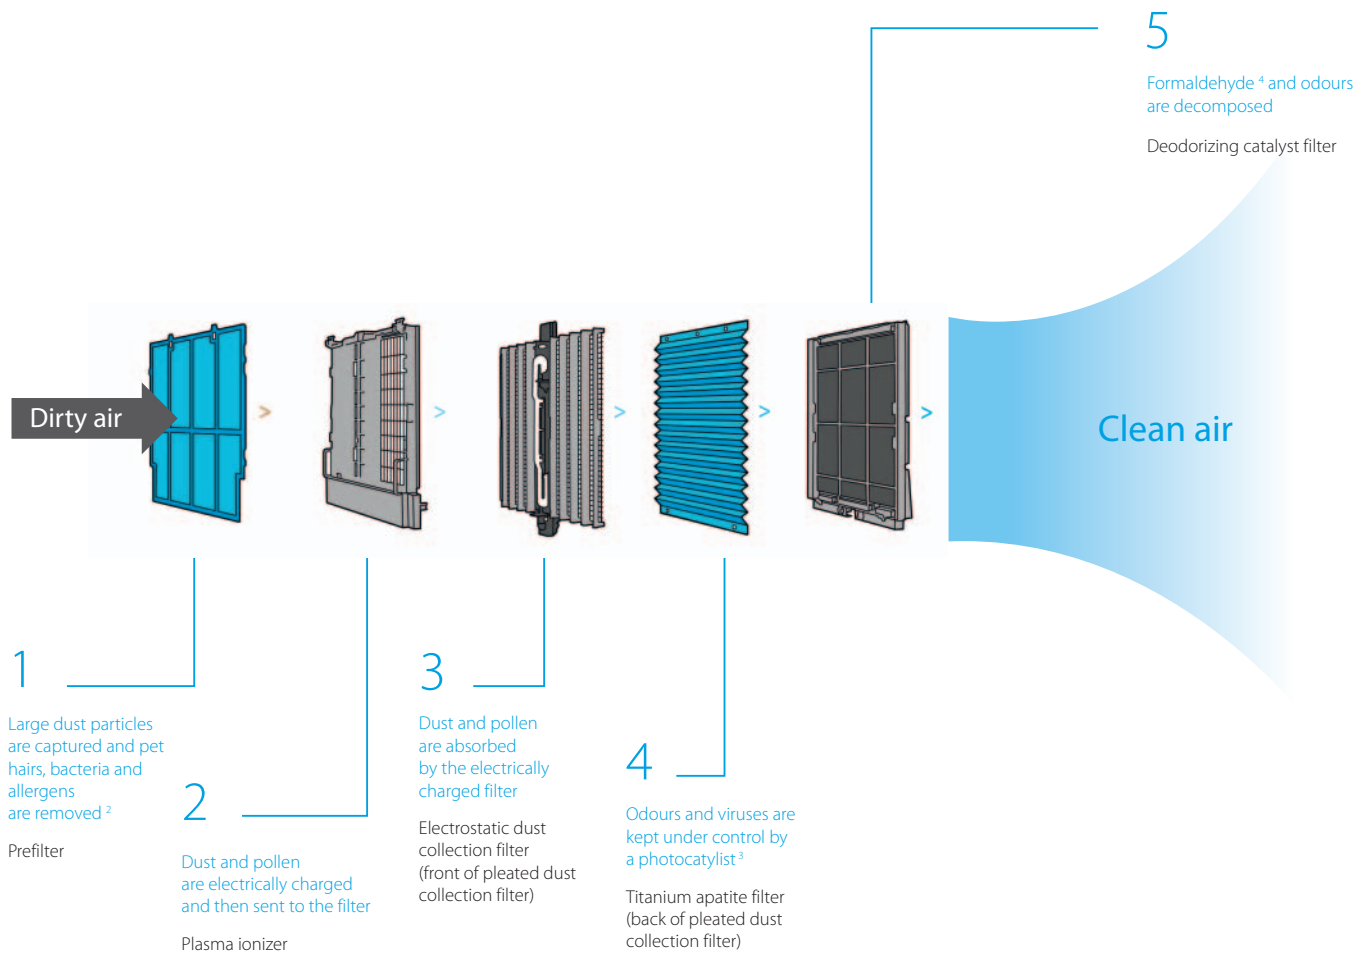 5
Formaldehyde ⁴ and odours
are decomposed
Deodorizing catalyst filter
Dirty air
Clean air
1
Large dust particles
are captured and pet
hairs, bacteria and
allergens
are removed ²
Prefilter
2
Dust and pollen
are electrically charged
and then sent to the filter
Plasma ionizer
3
Dust and pollen
are absorbed
by the electrically
charged filter
Electrostatic dust
collection filter
(front of pleated dust
collection filter)
4
Odours and viruses are
kept under control by
a photocatylist ³
Titanium apatite filter
(back of pleated dust
collection filter)